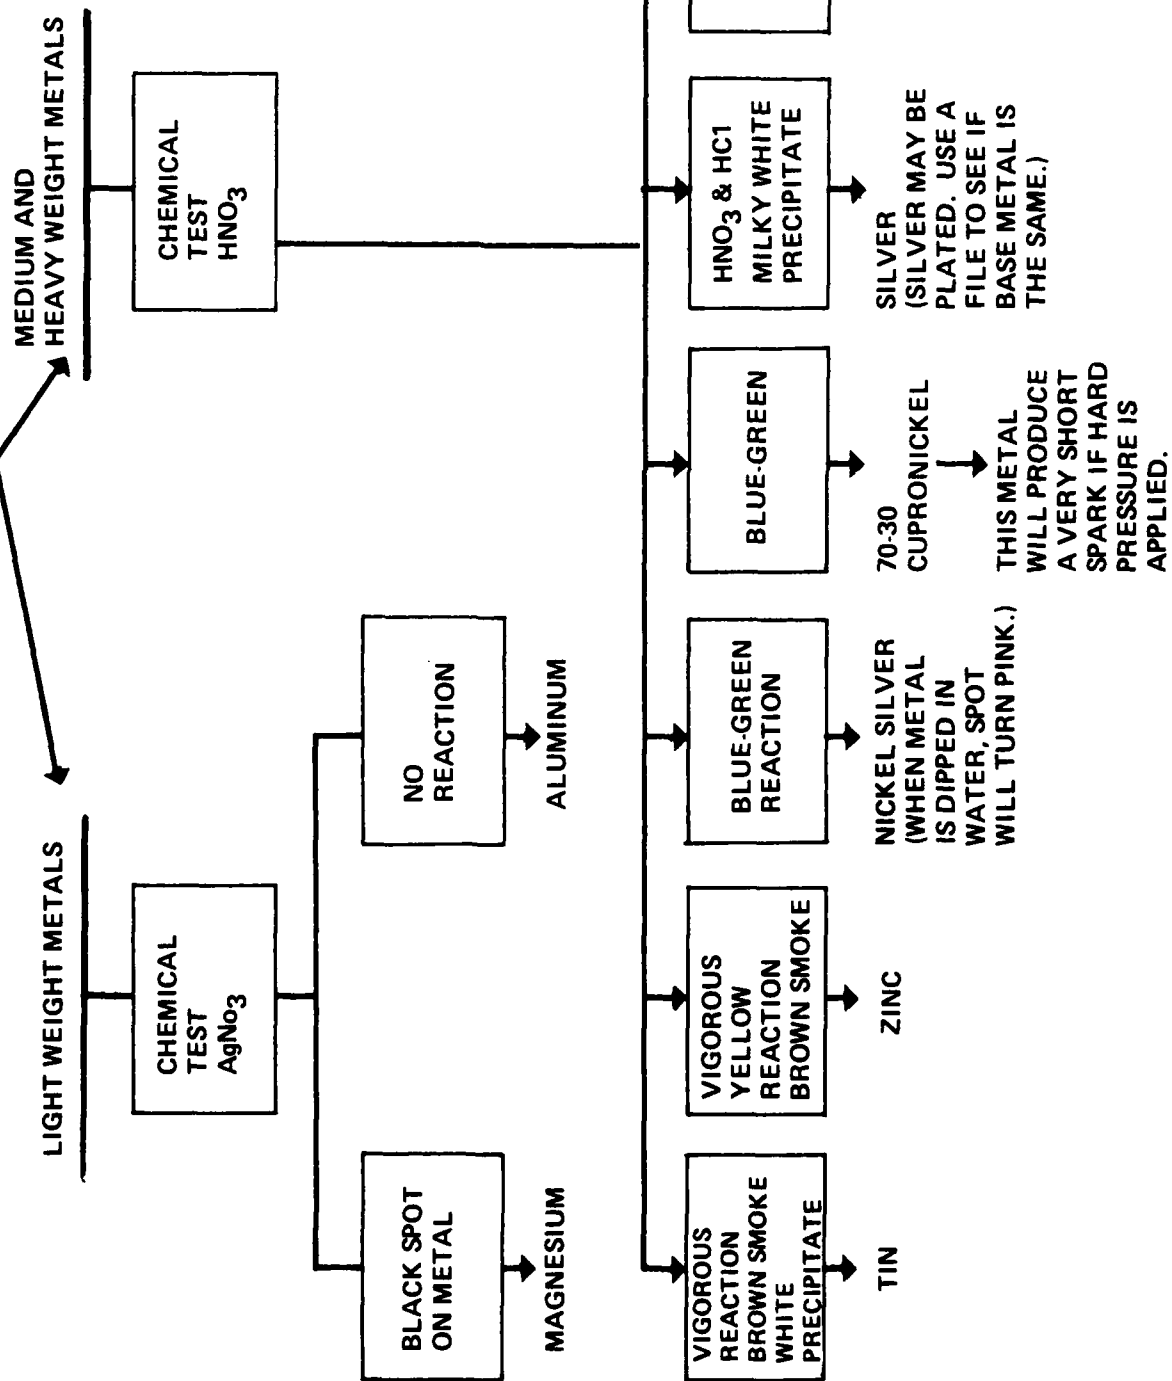 LIGHT WEIGHT METALS
MEDIUM AND
HEAVY WEIGHT METALS
CHEMICAL
TEST
AgNo3
CHEMICAL
TEST
HNO3
BLACK SPOT
ON METAL
NO
REACTION
MAGNESIUM
ALUMINUM
VIGOROUS
REACTION
BROWN SMOKE
WHITE
PRECIPITATE
VIGOROUS
YELLOW
REACTION
BROWN SMOKE
BLUE-GREEN
REACTION
BLUE-GREEN
HNO3 & HC1
MILKY WHITE
PRECIPITATE
TIN
ZINC
NICKEL SILVER
(WHEN METAL
IS DIPPED IN
WATER, SPOT
WILL TURN PINK.)
70-30
CUPRONICKEL
THIS METAL
WILL PRODUCE
A VERY SHORT
SPARK IF HARD
PRESSURE IS
APPLIED.
SILVER
(SILVER MAY BE
PLATED. USE A
FILE TO SEE IF
BASE METAL IS
THE SAME.)